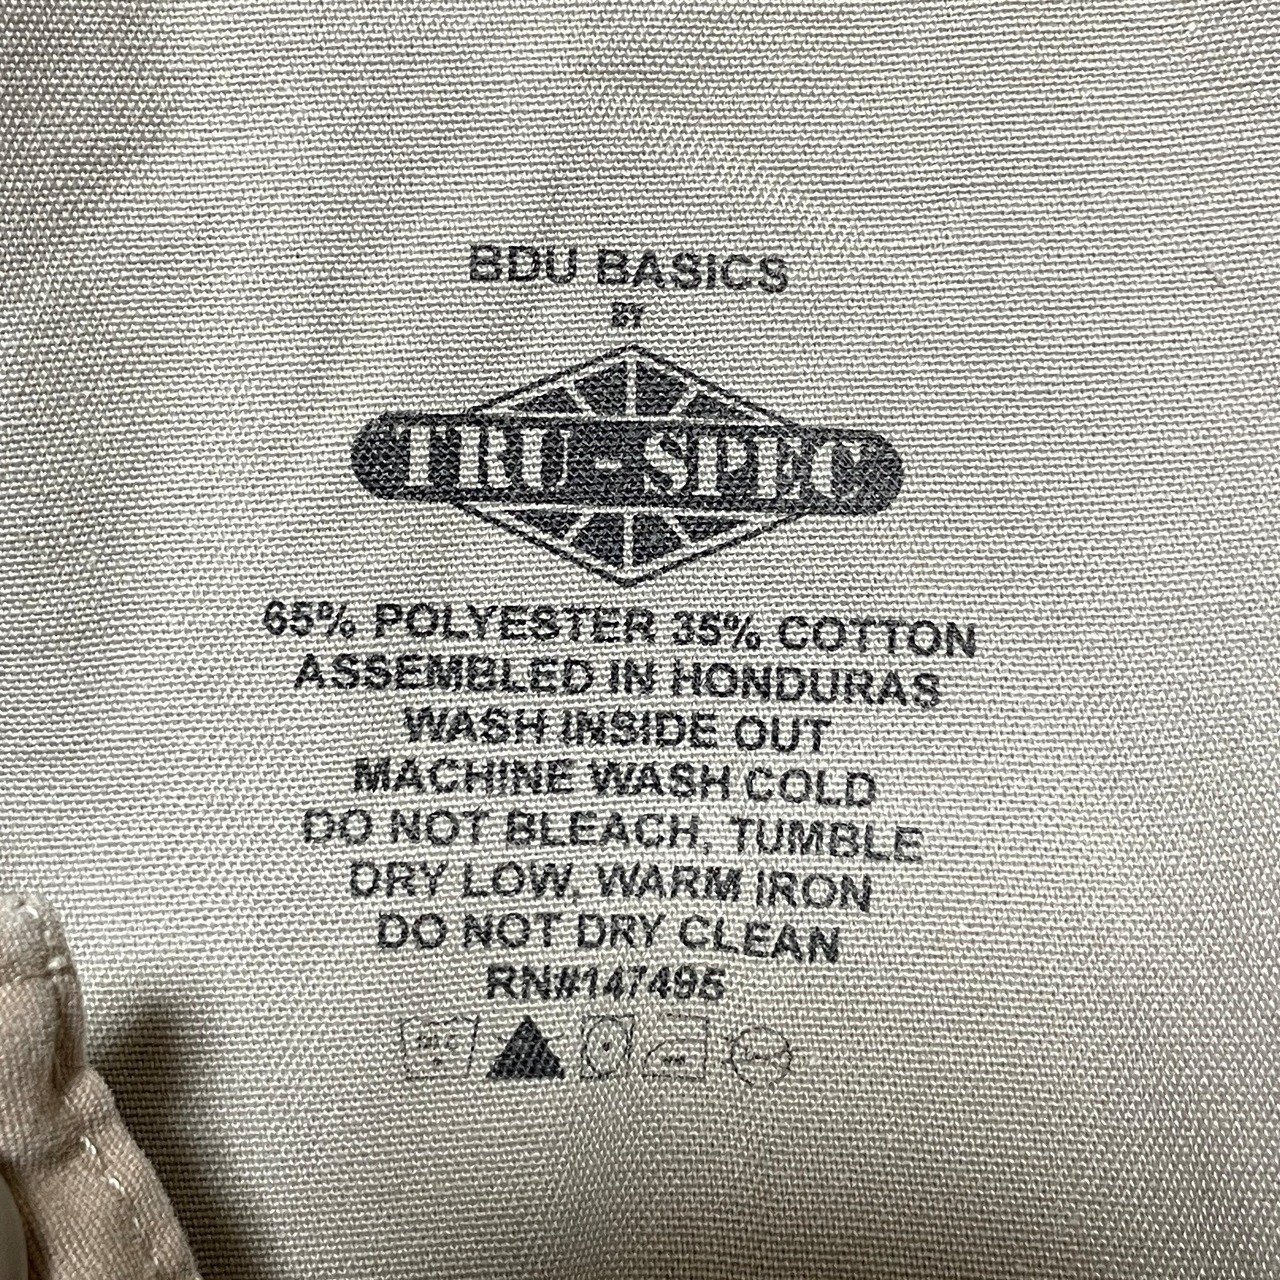 BDU BASICS
BY
TRU-SPEC
65% POLYESTER 35% COTTON
ASSEMBLED IN HONDURAS
WASH INSIDE OUT
MACHINE WASH COLD
DO NOT BLEACH, TUMBLE
DRY LOW, WARM IRON
DO NOT DRY CLEAN
RN#147495